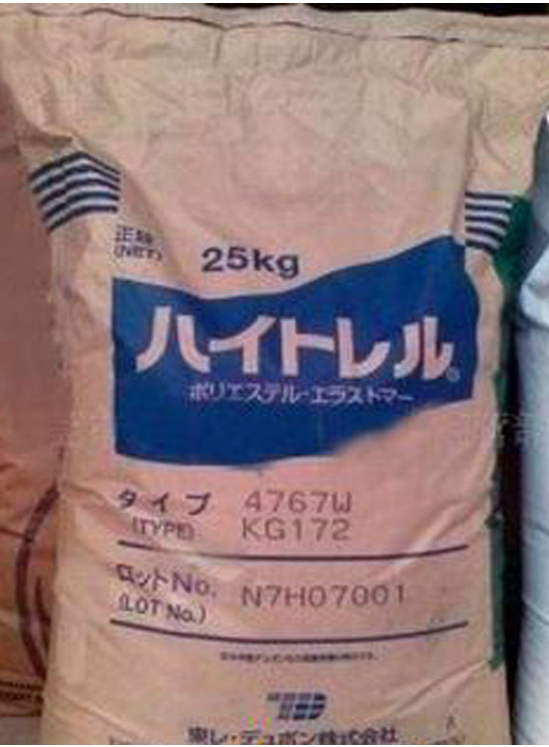 正味
(NET)
25kg
ハイトレル®
ポリエステル・エラストマー
タイプ 4767W
(TYPE) KG172
ロットNo. N7H07001
(LOT No.)
東レ・デュポン株式会社